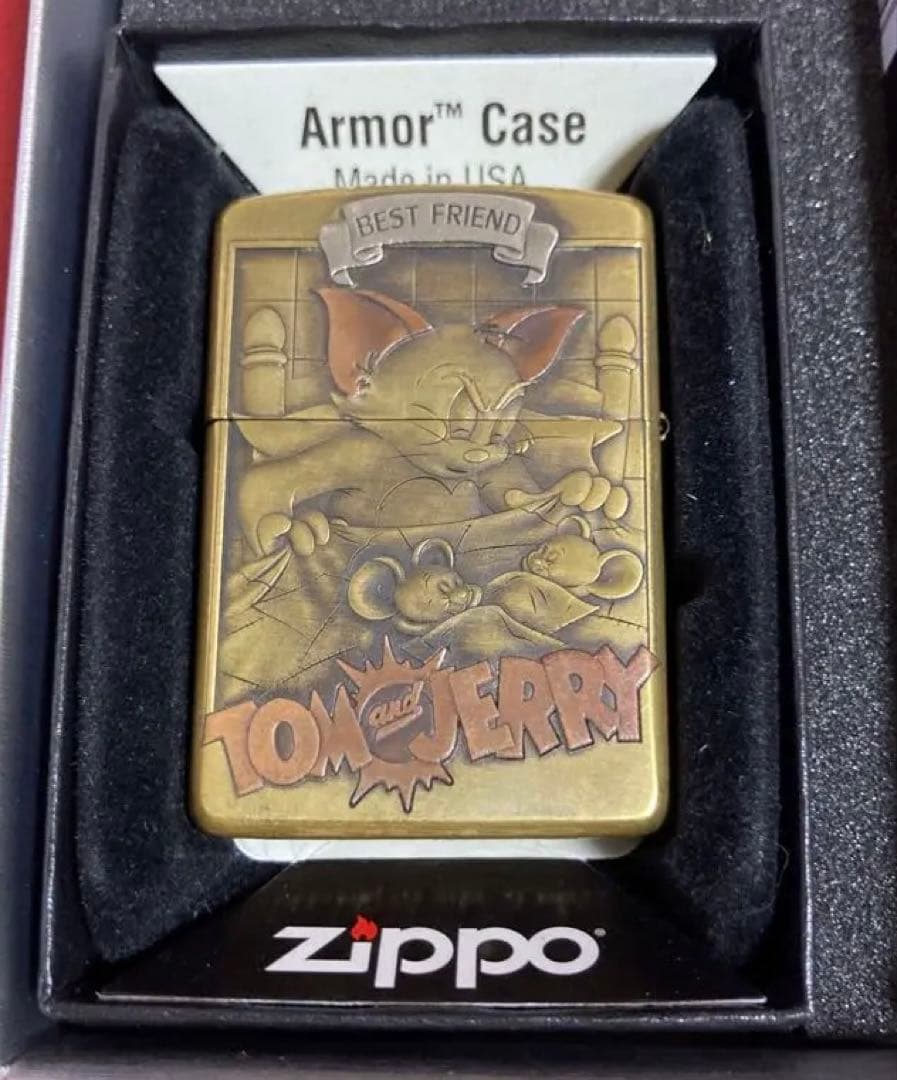 Armor™ Case
Made in USA
BEST FRIEND
TOM and JERRY
zippo®